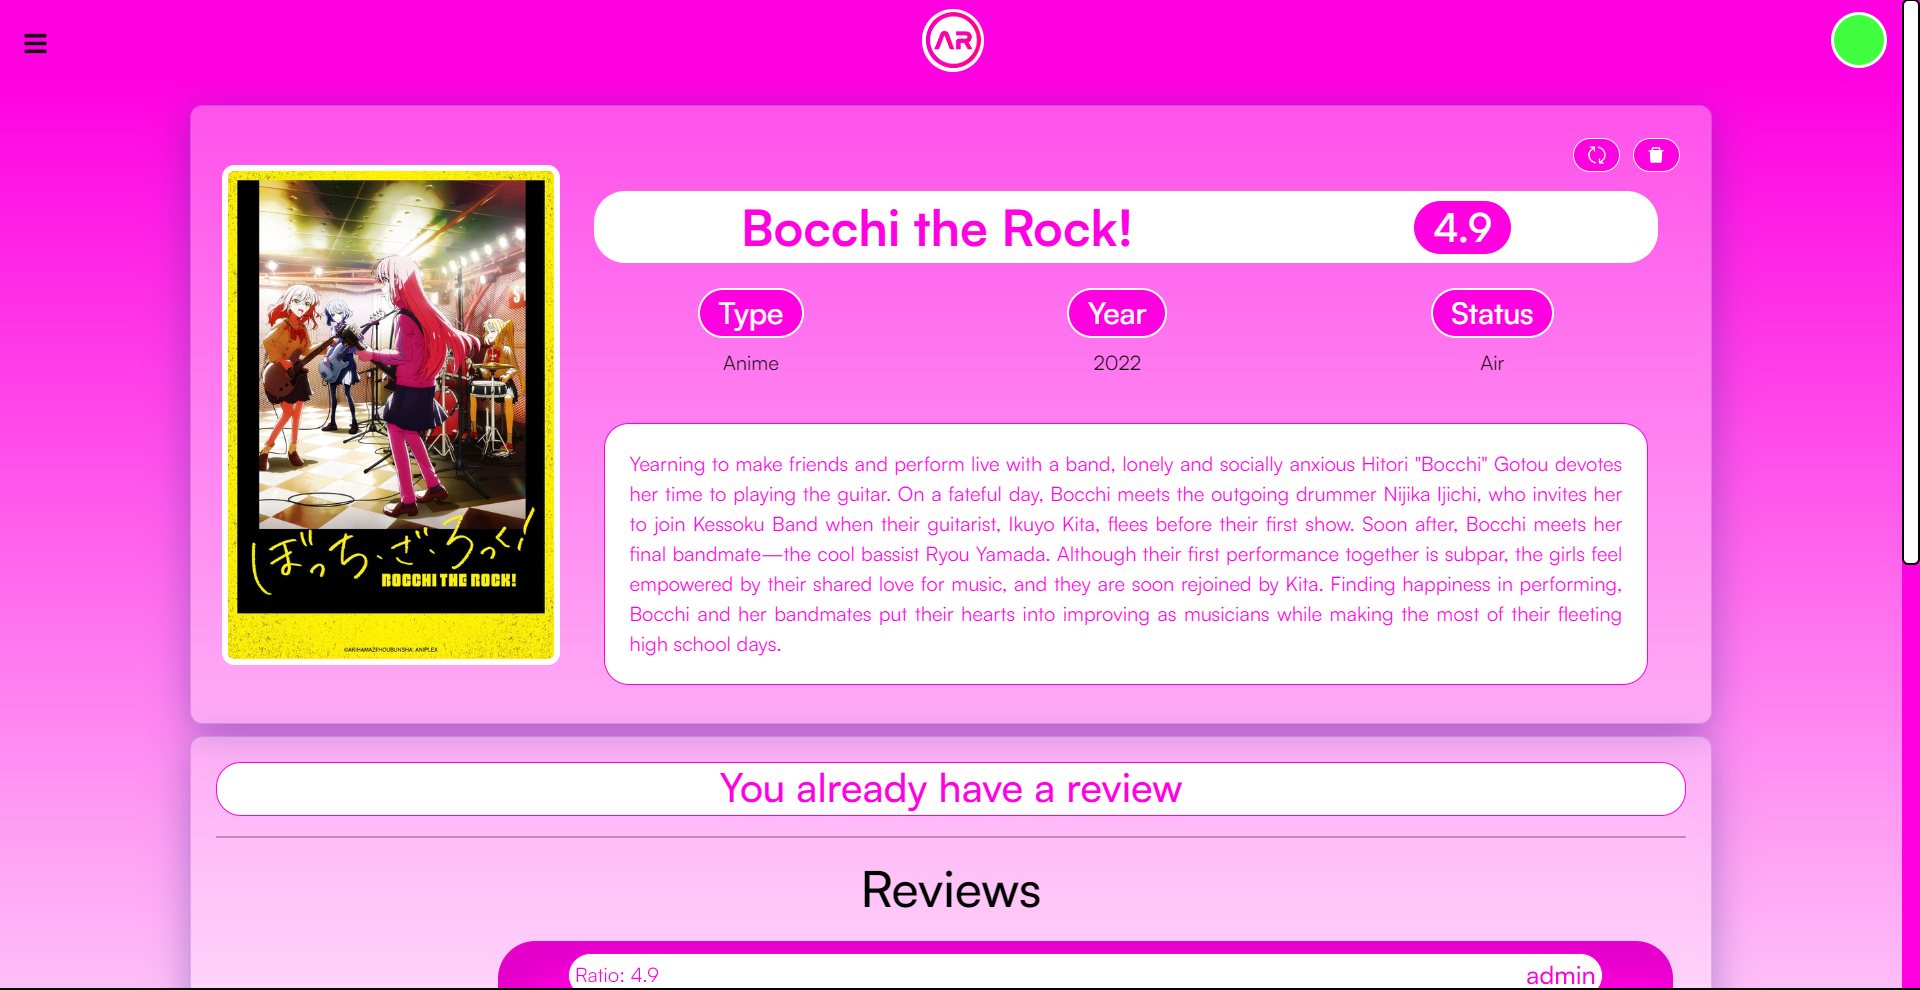 AR
Bocchi the Rock!
4.9
Type
Year
Status
Anime
2022
Air
ぼっち・ざ・ろっく!
BOCCHI THE ROCK!
©AKIHAMAZI/HOUBUNSHA, ANIPLEX
Yearning to make friends and perform live with a band, lonely and socially anxious Hitori "Bocchi" Gotou devotes
her time to playing the guitar. On a fateful day, Bocchi meets the outgoing drummer Nijika Ijichi, who invites her
to join Kessoku Band when their guitarist, Ikuyo Kita, flees before their first show. Soon after, Bocchi meets her
final bandmate—the cool bassist Ryou Yamada. Although their first performance together is subpar, the girls feel
empowered by their shared love for music, and they are soon rejoined by Kita. Finding happiness in performing,
Bocchi and her bandmates put their hearts into improving as musicians while making the most of their fleeting
high school days.
You already have a review
Reviews
Ratio: 4.9
admin